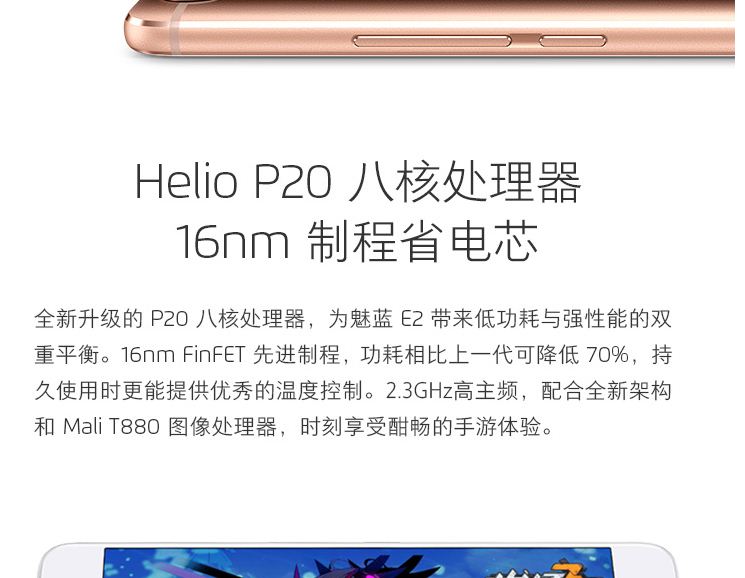 Helio P20 八核处理器
16nm 制程省电芯
全新升级的 P20 八核处理器，为魅蓝 E2 带来低功耗与强性能的双
重平衡。16nm FinFET 先进制程，功耗相比上一代可降低 70%，持
久使用时更能提供优秀的温度控制。2.3GHz高主频，配合全新架构
和 Mali T880 图像处理器，时刻享受酣畅的手游体验。